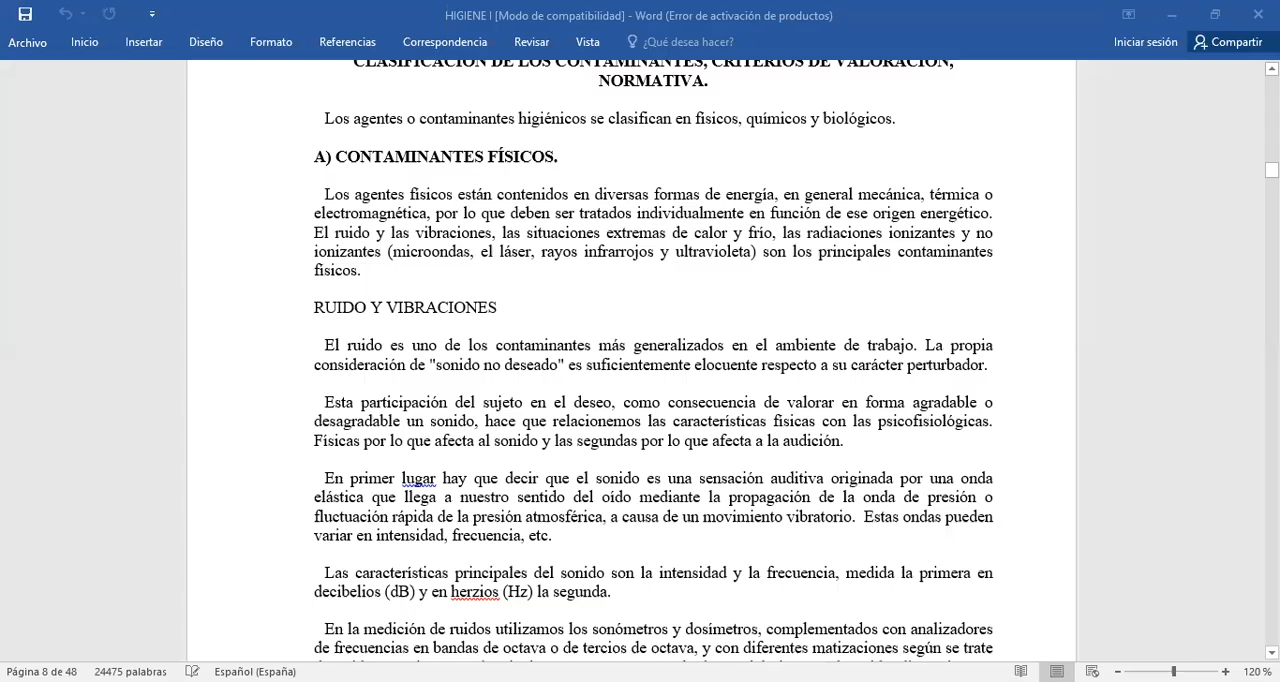 HIGIENE I [Modo de compatibilidad] - Word (Error de activación de productos)
Archivo Inicio Insertar Diseño Formato Referencias Correspondencia Revisar Vista ¿Qué desea hacer? Iniciar sesión Compartir
CLASIFICACIÓN DE LOS CONTAMINANTES, CRITERIOS DE VALORACIÓN,
NORMATIVA.
Los agentes o contaminantes higiénicos se clasifican en físicos, químicos y biológicos.
A) CONTAMINANTES FÍSICOS.
Los agentes físicos están contenidos en diversas formas de energía, en general mecánica, térmica o
electromagnética, por lo que deben ser tratados individualmente en función de ese origen energético.
El ruido y las vibraciones, las situaciones extremas de calor y frío, las radiaciones ionizantes y no
ionizantes (microondas, el láser, rayos infrarrojos y ultravioleta) son los principales contaminantes
físicos.
RUIDO Y VIBRACIONES
El ruido es uno de los contaminantes más generalizados en el ambiente de trabajo. La propia
consideración de "sonido no deseado" es suficientemente elocuente respecto a su carácter perturbador.
Esta participación del sujeto en el deseo, como consecuencia de valorar en forma agradable o
desagradable un sonido, hace que relacionemos las características físicas con las psicofisiológicas.
Físicas por lo que afecta al sonido y las segundas por lo que afecta a la audición.
En primer lugar hay que decir que el sonido es una sensación auditiva originada por una onda
elástica que llega a nuestro sentido del oído mediante la propagación de la onda de presión o
fluctuación rápida de la presión atmosférica, a causa de un movimiento vibratorio. Estas ondas pueden
variar en intensidad, frecuencia, etc.
Las características principales del sonido son la intensidad y la frecuencia, medida la primera en
decibelios (dB) y en herzios (Hz) la segunda.
En la medición de ruidos utilizamos los sonómetros y dosímetros, complementados con analizadores
de frecuencias en bandas de octava o de tercios de octava, y con diferentes matizaciones según se trate
Página 8 de 48 24475 palabras Español (España) 120 %